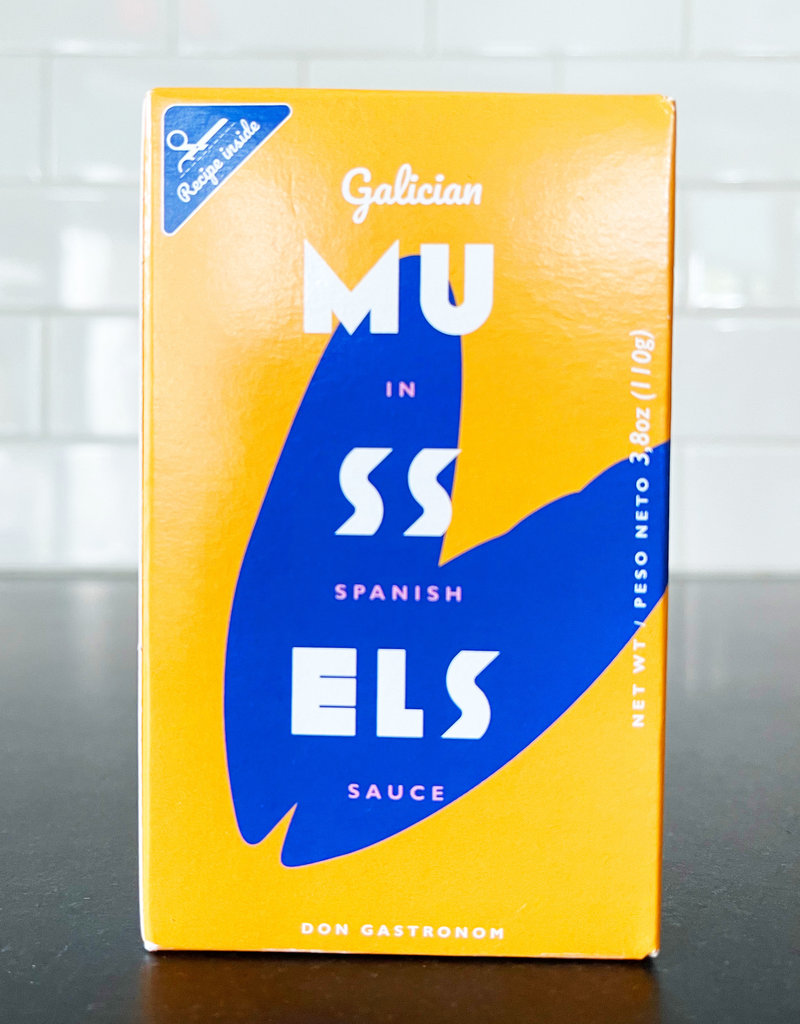 Recipe inside
Galician
MU
IN
SS
SPANISH
ELS
SAUCE
DON GASTRONOM
NET WT / PESO NETO 3,8oz (110g)